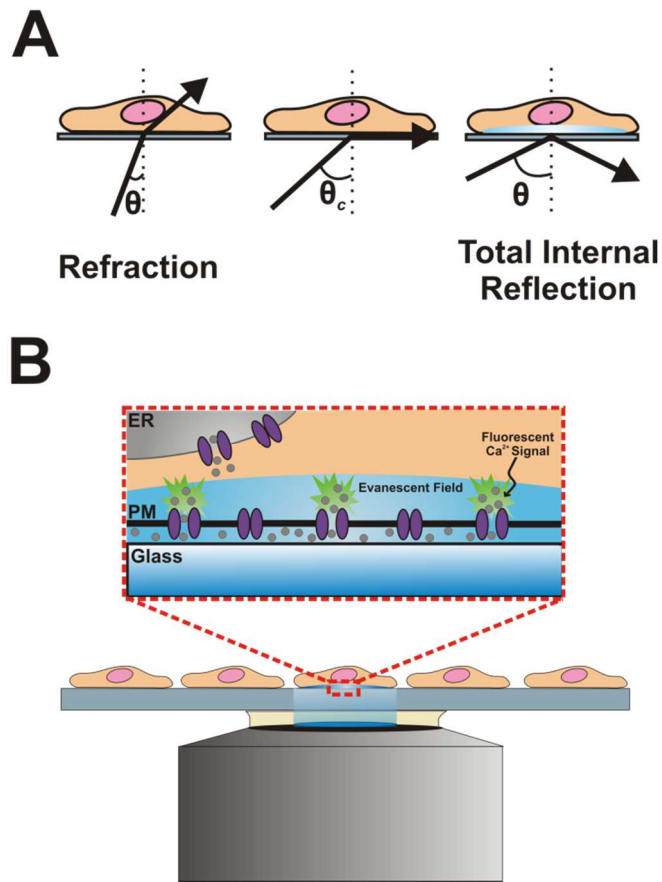 A
θ
θc
θ
Refraction
Total Internal
Reflection
B
ER
Fluorescent
Ca²⁺ Signal
Evanescent Field
PM
Glass